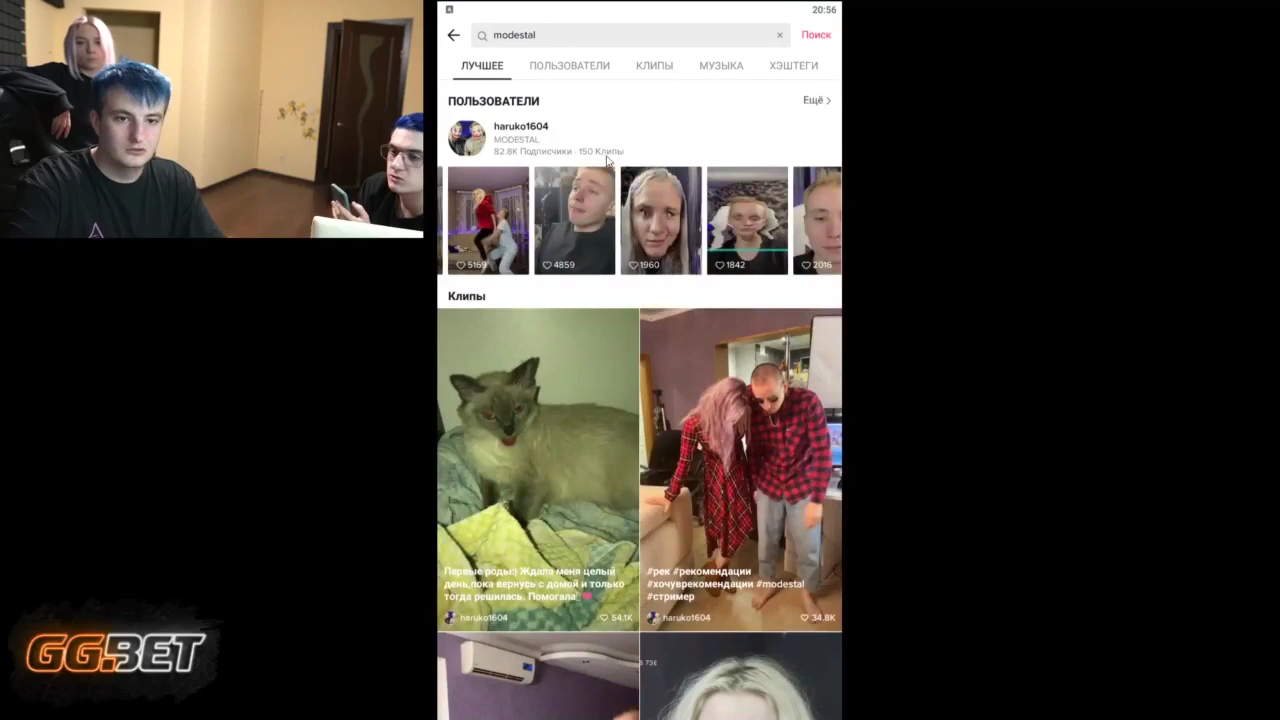 20:56
modestal
Поиск
ЛУЧШЕЕ ПОЛЬЗОВАТЕЛИ КЛИПЫ МУЗЫКА ХЭШТЕГИ
ПОЛЬЗОВАТЕЛИ Ещё
haruko1604
MODESTAL
82.8K Подписчики · 150 Клипы
5169 4859 1960 1842 2016
Клипы
Первые роды:) Ждала меня целый
день,пока вернусь с домой и только
тогда решилась. Помогала
haruko1604 54.1K
#рек #рекомендации
#хочуврекомендации #modestal
#стример
haruko1604 34.8K
GG.BET